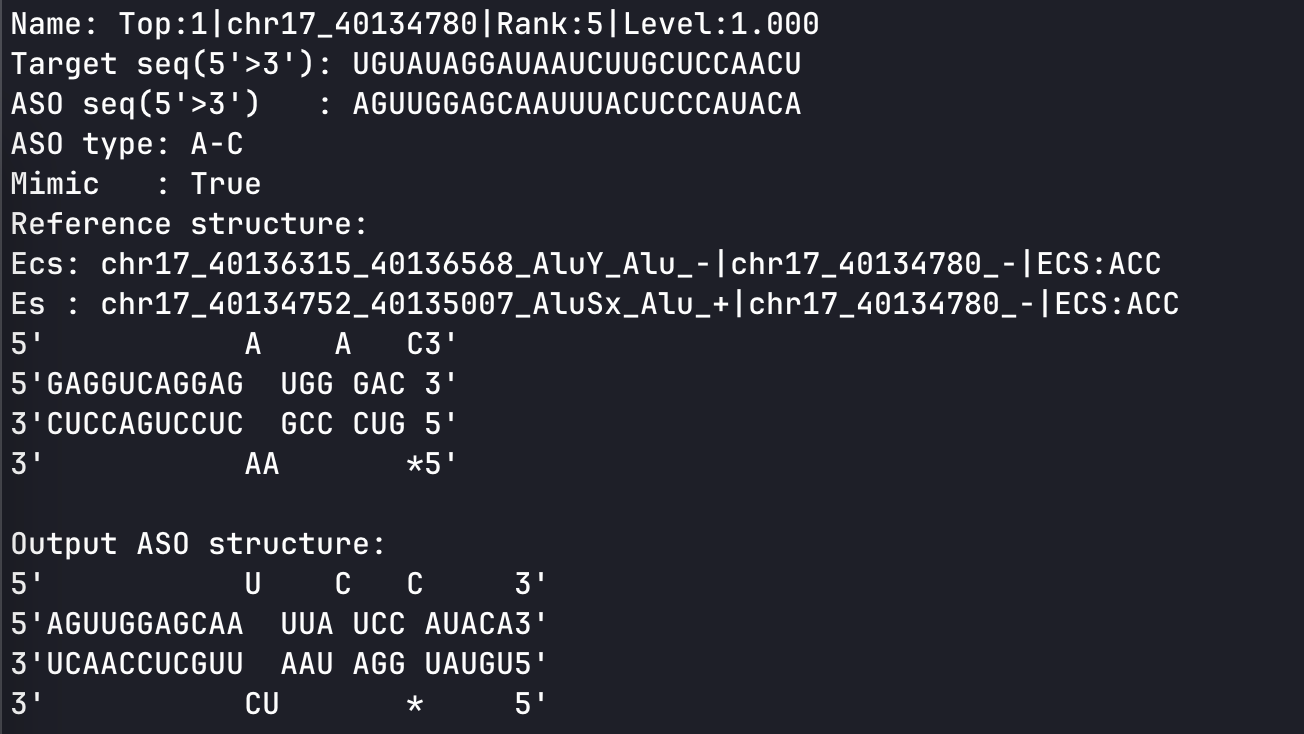 Name: Top:1|chr17_40134780|Rank:5|Level:1.000
Target seq(5'>3'): UGUAUAGGAUAAUCUUGCUCCAACU
ASO seq(5'>3')   : AGUUGGAGCAAUUUACUCCCAUACA
ASO type: A-C
Mimic   : True
Reference structure:
Ecs: chr17_40136315_40136568_AluY_Alu_-|chr17_40134780_-|ECS:ACC
Es : chr17_40134752_40135007_AluSx_Alu_+|chr17_40134780_-|ECS:ACC
5'           A    A   C3'
5'GAGGUCAGGAG  UGG GAC 3'
3'CUCCAGUCCUC  GCC CUG 5'
3'           AA       *5'

Output ASO structure:
5'           U    C   C     3'
5'AGUUGGAGCAA  UUA UCC AUACA3'
3'UCAACCUCGUU  AAU AGG UAUGU5'
3'           CU       *     5'